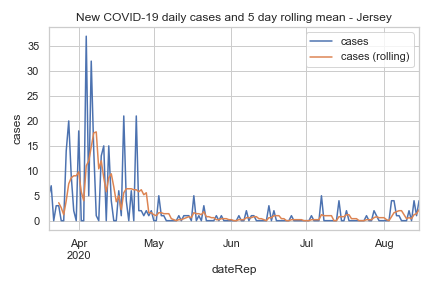 New COVID-19 daily cases and 5 day rolling mean - Jersey
cases
cases (rolling)
cases
35
30
25
20
15
10
5
0
Apr
2020
May
Jun
Jul
Aug
dateRep